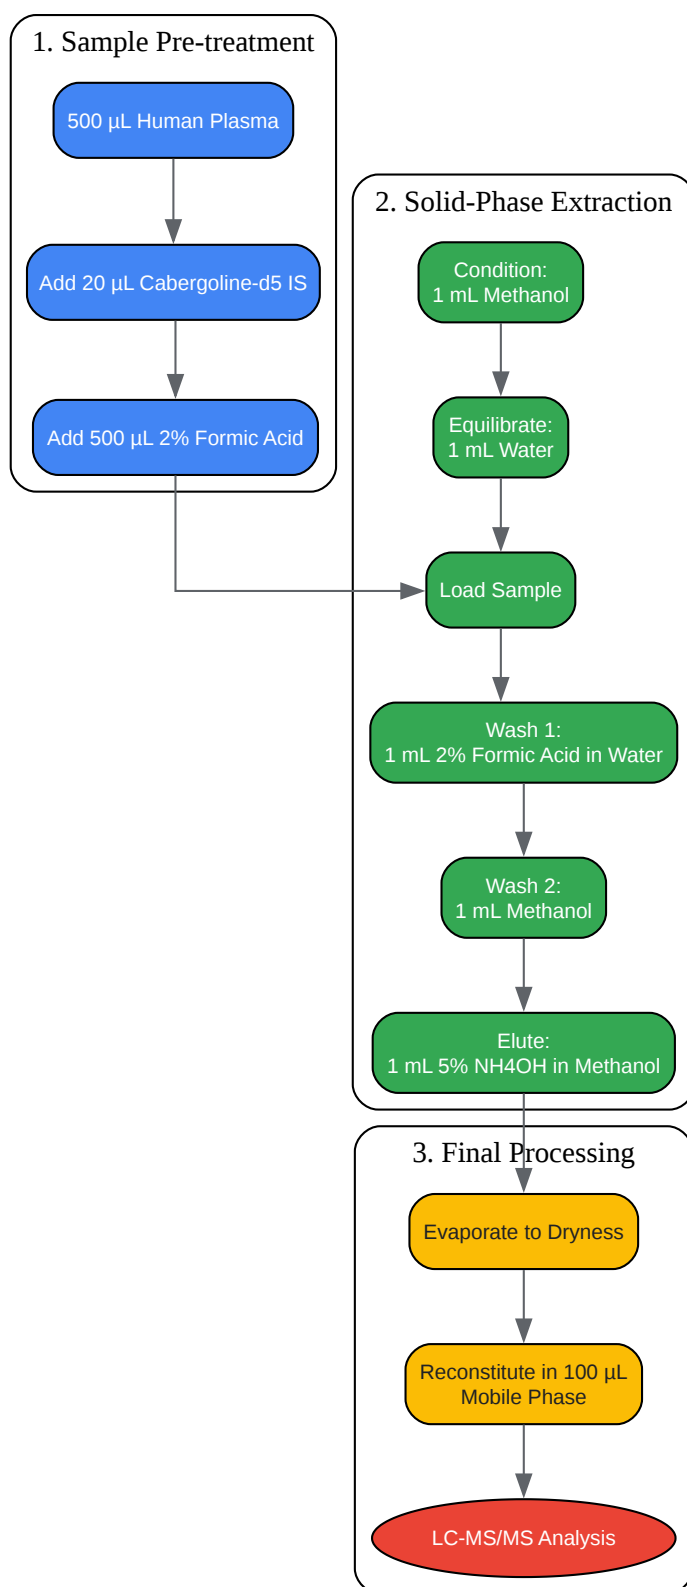 1. Sample Pre-treatment
500 µL Human Plasma
Add 20 µL Cabergoline-d5 IS
Add 500 µL 2% Formic Acid
2. Solid-Phase Extraction
Condition:
1 mL Methanol
Equilibrate:
1 mL Water
Load Sample
Wash 1:
1 mL 2% Formic Acid in Water
Wash 2:
1 mL Methanol
Elute:
1 mL 5% NH4OH in Methanol
3. Final Processing
Evaporate to Dryness
Reconstitute in 100 µL
Mobile Phase
LC-MS/MS Analysis